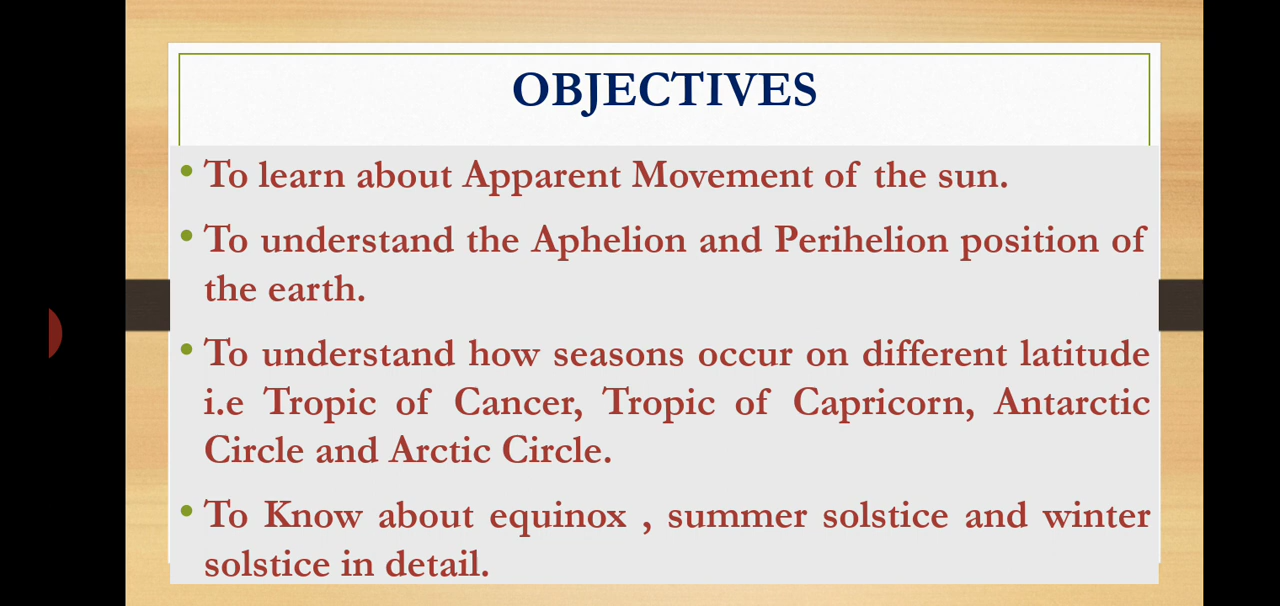 OBJECTIVES
• To learn about Apparent Movement of the sun.
• To understand the Aphelion and Perihelion position of
the earth.
• To understand how seasons occur on different latitude
i.e Tropic of Cancer, Tropic of Capricorn, Antarctic
Circle and Arctic Circle.
• To Know about equinox , summer solstice and winter
solstice in detail.